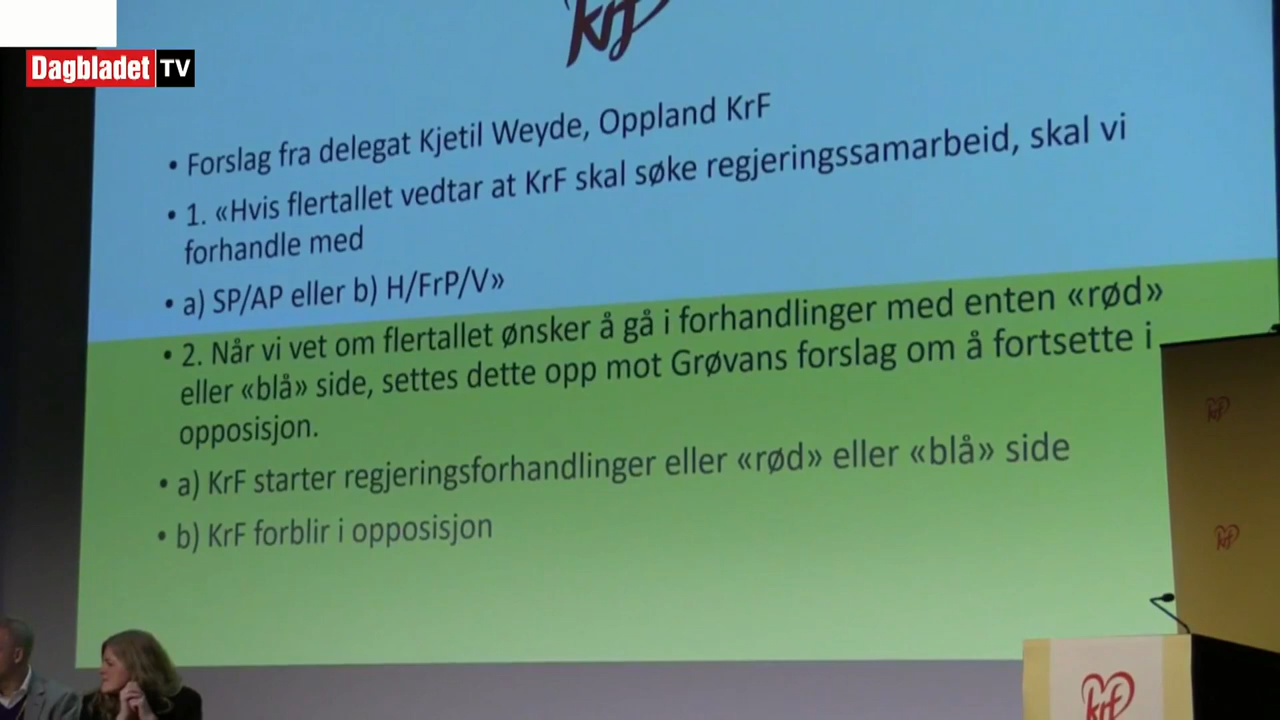 krf
Dagbladet TV
• Forslag fra delegat Kjetil Weyde, Oppland KrF
• 1. «Hvis flertallet vedtar at KrF skal søke regjeringssamarbeid, skal vi
forhandle med
• a) SP/AP eller b) H/FrP/V»
• 2. Når vi vet om flertallet ønsker å gå i forhandlinger med enten «rød»
eller «blå» side, settes dette opp mot Grøvans forslag om å fortsette i
opposisjon.
• a) KrF starter regjeringsforhandlinger eller «rød» eller «blå» side
• b) KrF forblir i opposisjon
krf
krf
krf